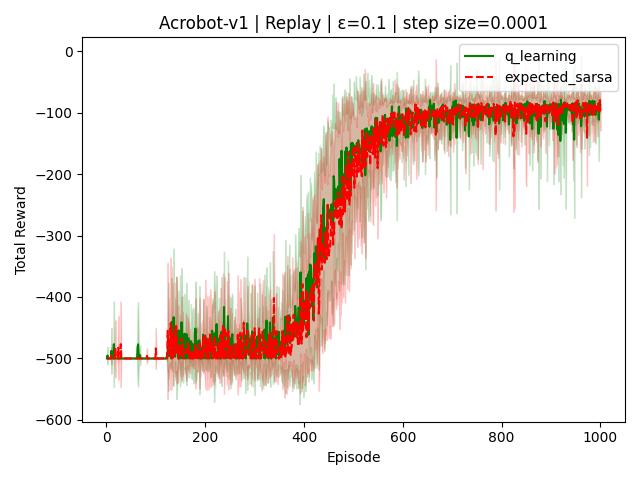 Acrobot-v1 | Replay | ε=0.1 | step size=0.0001
q_learning
expected_sarsa
Total Reward
0
−100
−200
−300
−400
−500
−600
0 200 400 600 800 1000
Episode